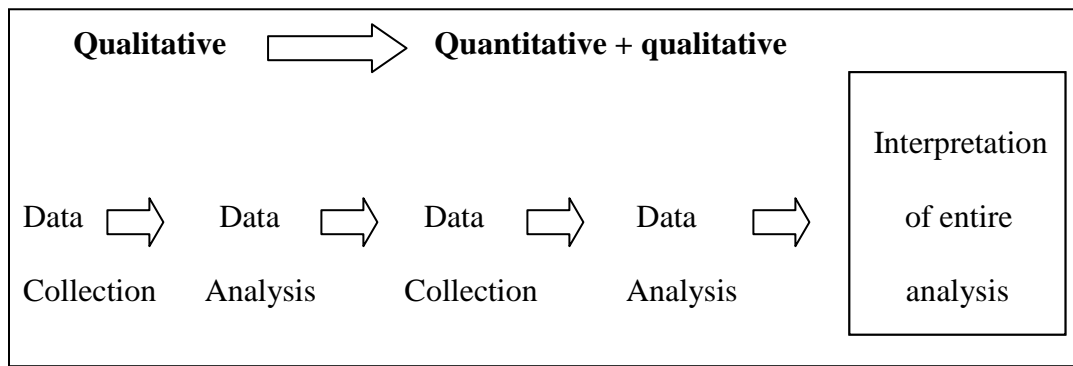 Qualitative Quantitative + qualitative
Interpretation
Data Data Data Data of entire
Collection Analysis Collection Analysis analysis